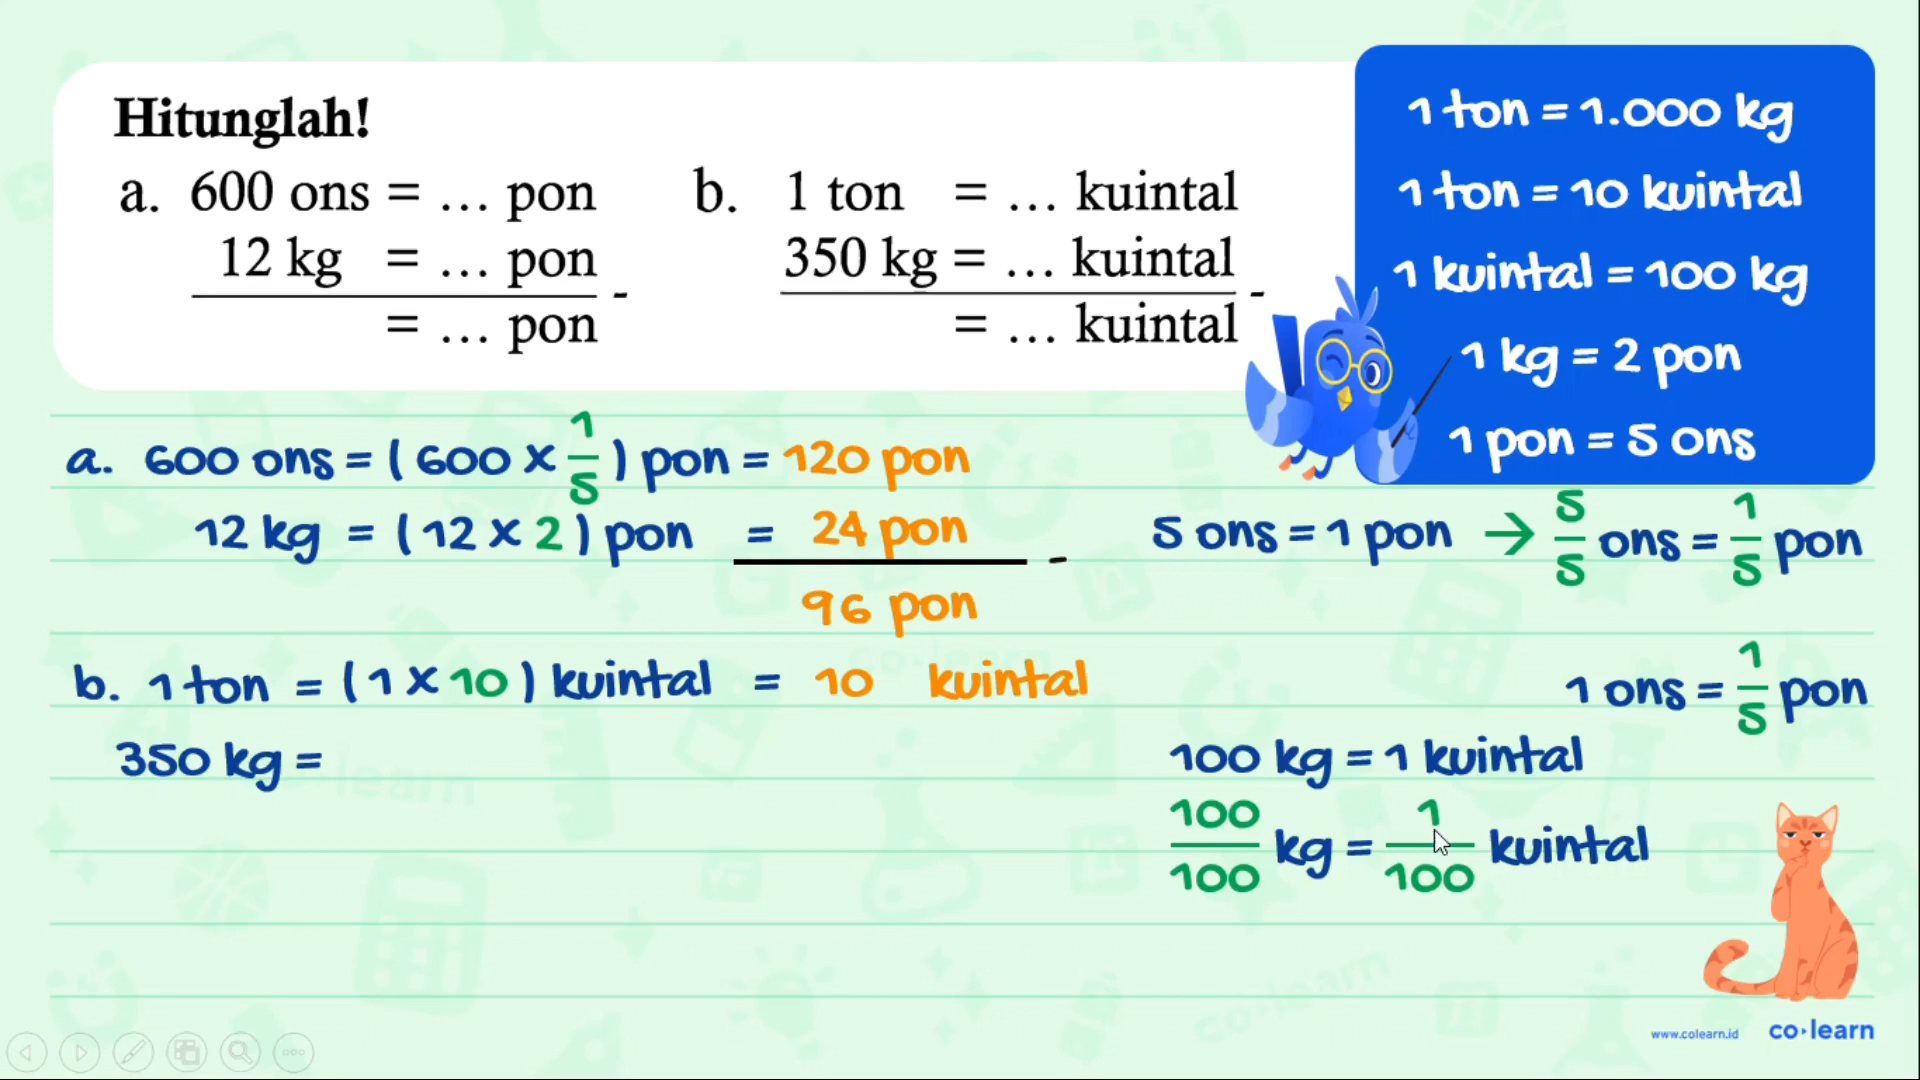 Hitunglah!
a. 600 ons = ... pon
12 kg = ... pon
-
= ... pon
b. 1 ton = ... kuintal
350 kg = ... kuintal
-
= ... kuintal
1 ton = 1.000 kg
1 ton = 10 kuintal
1 kuintal = 100 kg
1 kg = 2 pon
1 pon = 5 ons
a. 600 ons = (600 x 1/5) pon = 120 pon
12 kg = (12 x 2) pon = 24 pon
-
96 pon
5 ons = 1 pon → 5/5 ons = 1/5 pon
1 ons = 1/5 pon
b. 1 ton = (1 x 10) kuintal = 10 kuintal
350 kg =
100 kg = 1 kuintal
100/100 kg = 1/100 kuintal
www.colearn.id
co·learn